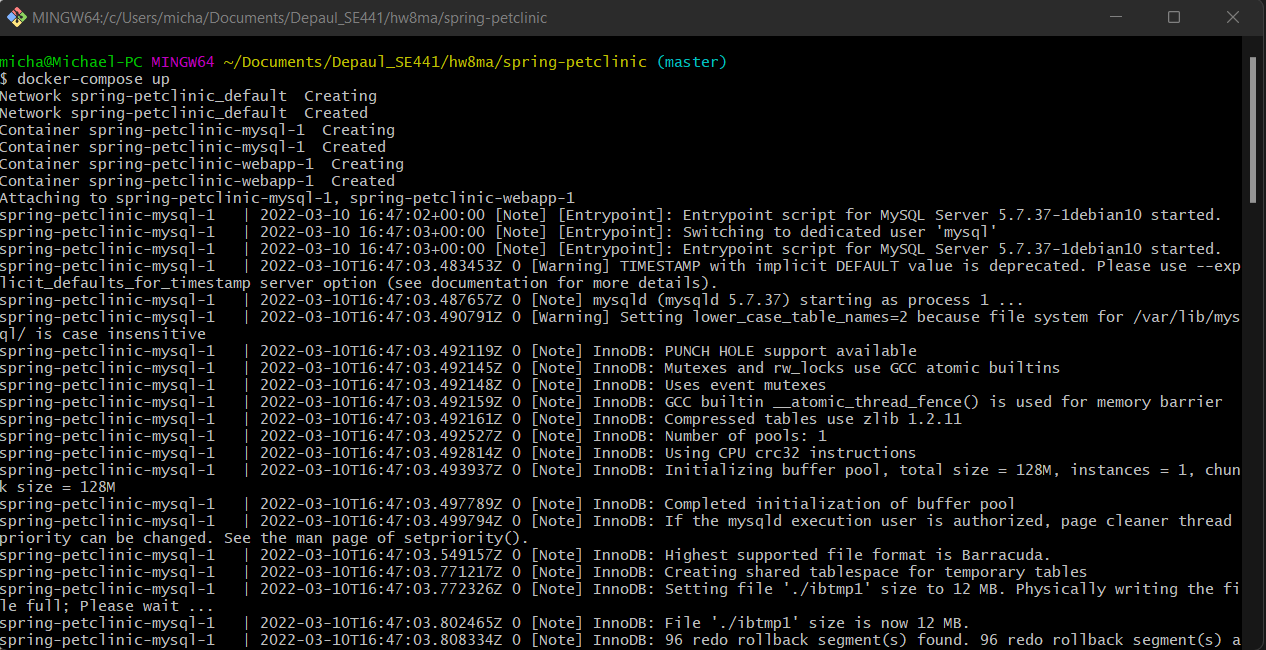 MINGW64:/c/Users/micha/Documents/Depaul_SE441/hw8ma/spring-petclinic
micha@Michael-PC MINGW64 ~/Documents/Depaul_SE441/hw8ma/spring-petclinic (master)
$ docker-compose up
Network spring-petclinic_default  Creating
Network spring-petclinic_default  Created
Container spring-petclinic-mysql-1  Creating
Container spring-petclinic-mysql-1  Created
Container spring-petclinic-webapp-1  Creating
Container spring-petclinic-webapp-1  Created
Attaching to spring-petclinic-mysql-1, spring-petclinic-webapp-1
spring-petclinic-mysql-1   | 2022-03-10 16:47:02+00:00 [Note] [Entrypoint]: Entrypoint script for MySQL Server 5.7.37-1debian10 started.
spring-petclinic-mysql-1   | 2022-03-10 16:47:03+00:00 [Note] [Entrypoint]: Switching to dedicated user 'mysql'
spring-petclinic-mysql-1   | 2022-03-10 16:47:03+00:00 [Note] [Entrypoint]: Entrypoint script for MySQL Server 5.7.37-1debian10 started.
spring-petclinic-mysql-1   | 2022-03-10T16:47:03.483453Z 0 [Warning] TIMESTAMP with implicit DEFAULT value is deprecated. Please use --exp
licit_defaults_for_timestamp server option (see documentation for more details).
spring-petclinic-mysql-1   | 2022-03-10T16:47:03.487657Z 0 [Note] mysqld (mysqld 5.7.37) starting as process 1 ...
spring-petclinic-mysql-1   | 2022-03-10T16:47:03.490791Z 0 [Warning] Setting lower_case_table_names=2 because file system for /var/lib/mys
ql/ is case insensitive
spring-petclinic-mysql-1   | 2022-03-10T16:47:03.492119Z 0 [Note] InnoDB: PUNCH HOLE support available
spring-petclinic-mysql-1   | 2022-03-10T16:47:03.492145Z 0 [Note] InnoDB: Mutexes and rw_locks use GCC atomic builtins
spring-petclinic-mysql-1   | 2022-03-10T16:47:03.492148Z 0 [Note] InnoDB: Uses event mutexes
spring-petclinic-mysql-1   | 2022-03-10T16:47:03.492159Z 0 [Note] InnoDB: GCC builtin __atomic_thread_fence() is used for memory barrier
spring-petclinic-mysql-1   | 2022-03-10T16:47:03.492161Z 0 [Note] InnoDB: Compressed tables use zlib 1.2.11
spring-petclinic-mysql-1   | 2022-03-10T16:47:03.492527Z 0 [Note] InnoDB: Number of pools: 1
spring-petclinic-mysql-1   | 2022-03-10T16:47:03.492814Z 0 [Note] InnoDB: Using CPU crc32 instructions
spring-petclinic-mysql-1   | 2022-03-10T16:47:03.493937Z 0 [Note] InnoDB: Initializing buffer pool, total size = 128M, instances = 1, chun
k size = 128M
spring-petclinic-mysql-1   | 2022-03-10T16:47:03.497789Z 0 [Note] InnoDB: Completed initialization of buffer pool
spring-petclinic-mysql-1   | 2022-03-10T16:47:03.499794Z 0 [Note] InnoDB: If the mysqld execution user is authorized, page cleaner thread
priority can be changed. See the man page of setpriority().
spring-petclinic-mysql-1   | 2022-03-10T16:47:03.549157Z 0 [Note] InnoDB: Highest supported file format is Barracuda.
spring-petclinic-mysql-1   | 2022-03-10T16:47:03.771217Z 0 [Note] InnoDB: Creating shared tablespace for temporary tables
spring-petclinic-mysql-1   | 2022-03-10T16:47:03.772326Z 0 [Note] InnoDB: Setting file './ibtmp1' size to 12 MB. Physically writing the fi
le full; Please wait ...
spring-petclinic-mysql-1   | 2022-03-10T16:47:03.802465Z 0 [Note] InnoDB: File './ibtmp1' size is now 12 MB.
spring-petclinic-mysql-1   | 2022-03-10T16:47:03.808334Z 0 [Note] InnoDB: 96 redo rollback segment(s) found. 96 redo rollback segment(s) a